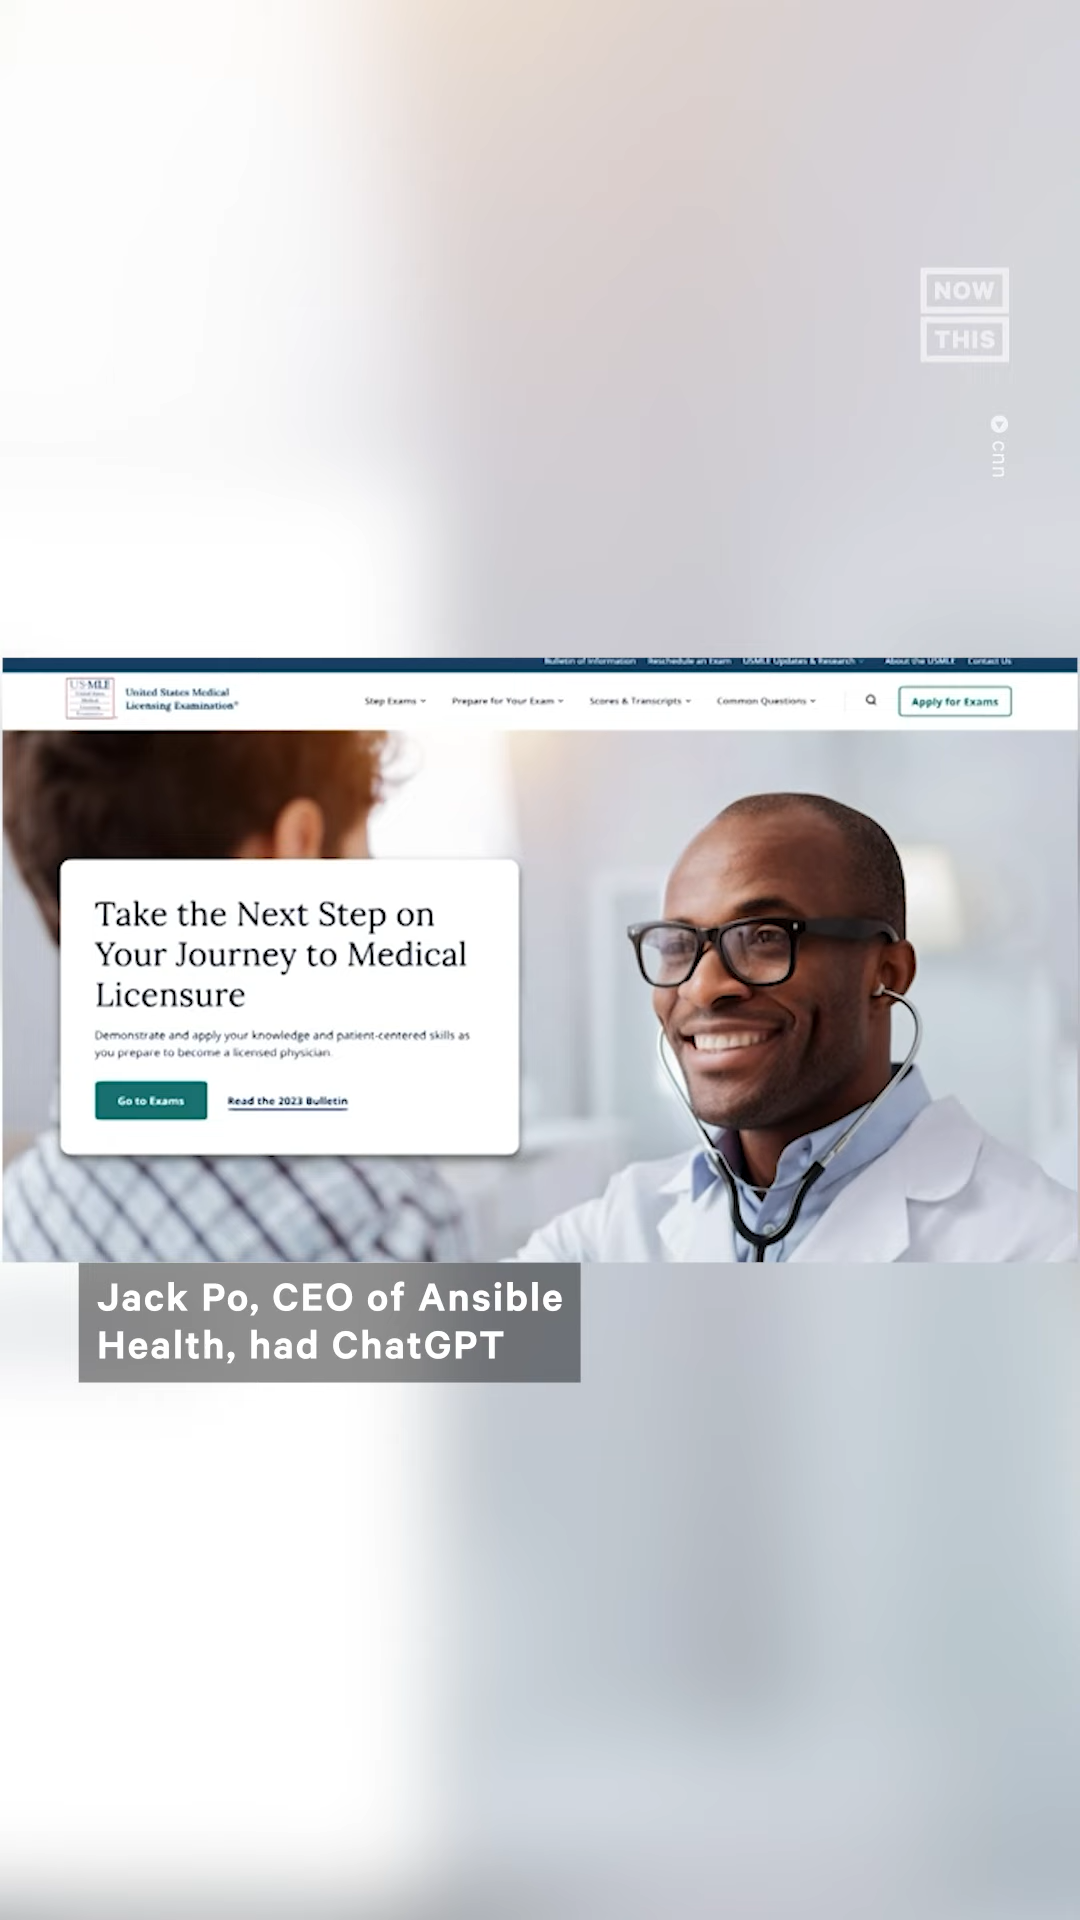 NOW
THIS
cnn
Bulletin of Information Reschedule an Exam USMLE Updates & Research About the USMLE Contact Us
USMLE
United States Medical
Licensing Examination®
Step Exams Prepare for Your Exam Scores & Transcripts Common Questions Apply for Exams
Take the Next Step on
Your Journey to Medical
Licensure
Demonstrate and apply your knowledge and patient-centered skills as
you prepare to become a licensed physician.
Go to Exams Read the 2023 Bulletin
Jack Po, CEO of Ansible
Health, had ChatGPT